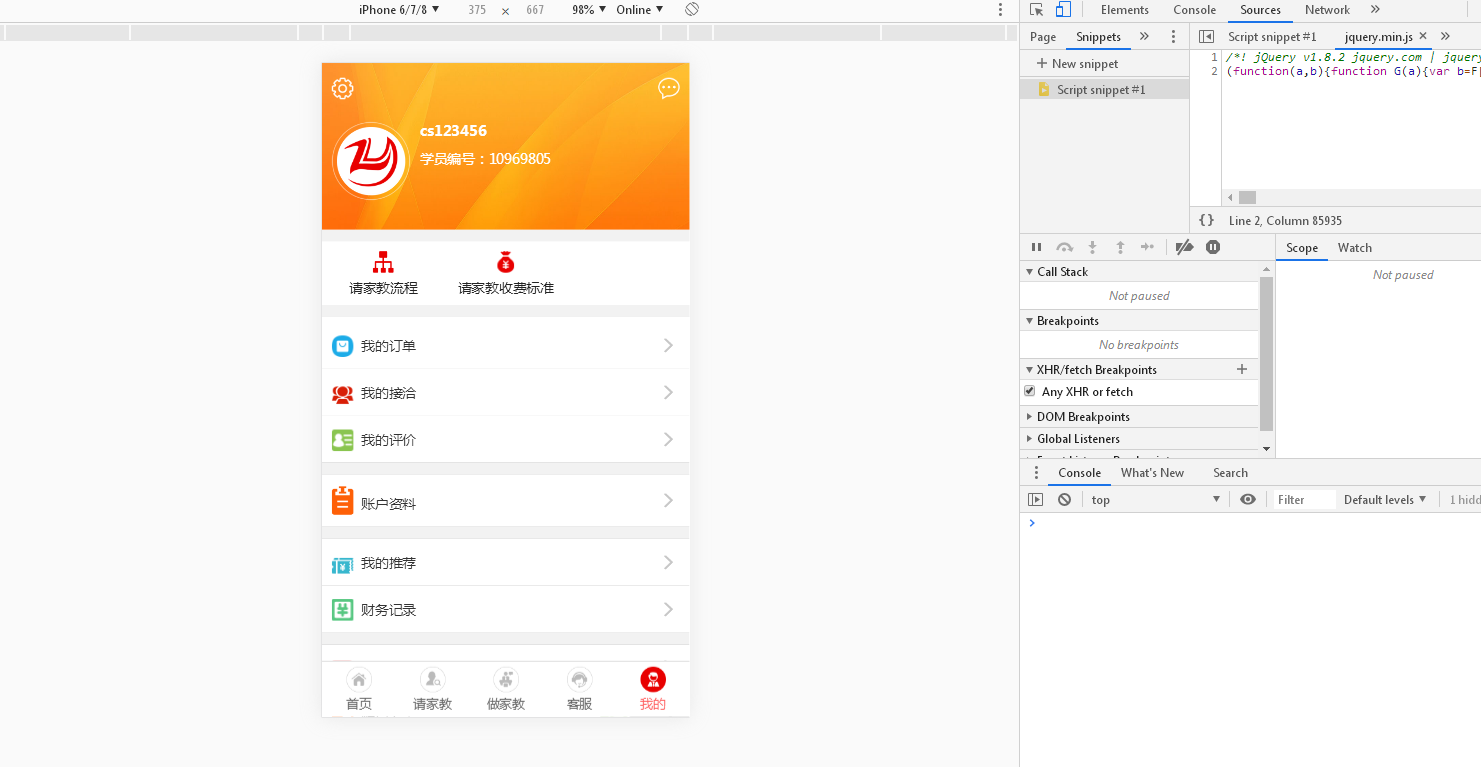 iPhone 6/7/8 ▼ 375 x 667 98% ▼ Online ▼
cs123456
学员编号：10969805
请家教流程 请家教收费标准
我的订单
我的接洽
我的评价
账户资料
我的推荐
财务记录
首页 请家教 做家教 客服 我的
Elements Console Sources Network »
Page Snippets »
Script snippet #1 jquery.min.js × »
+ New snippet
Script snippet #1
1 /*! jQuery v1.8.2 jquery.com | jquery
2 (function(a,b){function G(a){var b=F[
{} Line 2, Column 85935
Scope Watch
Not paused
▼ Call Stack
Not paused
▼ Breakpoints
No breakpoints
▼ XHR/fetch Breakpoints +
Any XHR or fetch
▶ DOM Breakpoints
▶ Global Listeners
Console What's New Search
top ▼ Filter Default levels ▼ 1 hidd
>